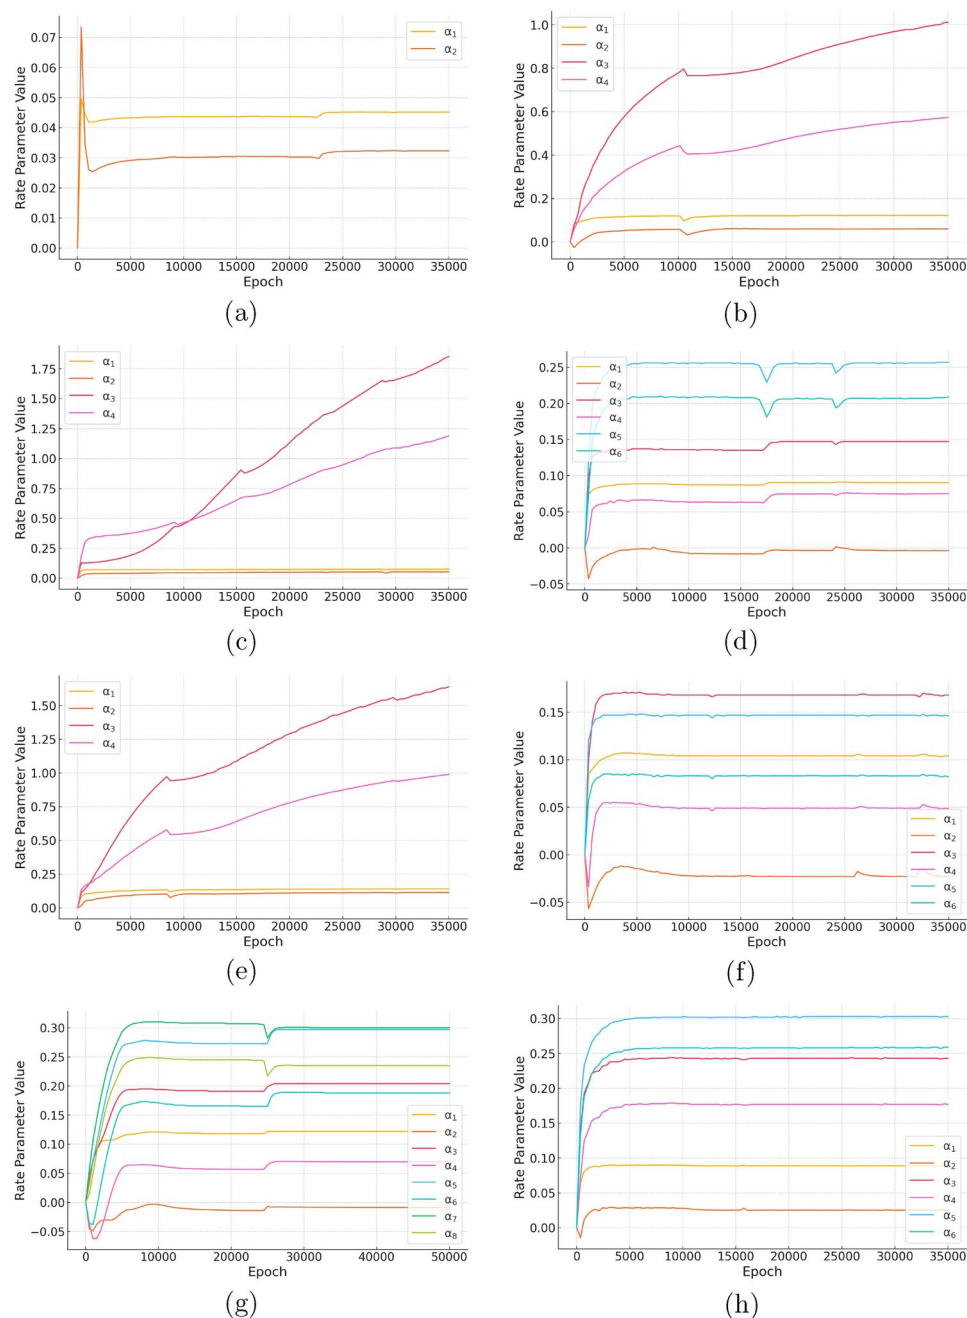 Rate Parameter Value
0.07
0.06
0.05
0.04
0.03
0.02
0.01
0.00
α₁
α₂
0 5000 10000 15000 20000 25000 30000 35000
Epoch
(a)
Rate Parameter Value
1.0
0.8
0.6
0.4
0.2
0.0
α₁
α₂
α₃
α₄
0 5000 10000 15000 20000 25000 30000 35000
Epoch
(b)
Rate Parameter Value
1.75
1.50
1.25
1.00
0.75
0.50
0.25
0.00
α₁
α₂
α₃
α₄
0 5000 10000 15000 20000 25000 30000 35000
Epoch
(c)
Rate Parameter Value
0.25
0.20
0.15
0.10
0.05
0.00
−0.05
α₁
α₂
α₃
α₄
α₅
α₆
0 5000 10000 15000 20000 25000 30000 35000
Epoch
(d)
Rate Parameter Value
1.50
1.25
1.00
0.75
0.50
0.25
0.00
α₁
α₂
α₃
α₄
0 5000 10000 15000 20000 25000 30000 35000
Epoch
(e)
Rate Parameter Value
0.15
0.10
0.05
0.00
−0.05
α₁
α₂
α₃
α₄
α₅
α₆
0 5000 10000 15000 20000 25000 30000 35000
Epoch
(f)
Rate Parameter Value
0.30
0.25
0.20
0.15
0.10
0.05
0.00
−0.05
α₁
α₂
α₃
α₄
α₅
α₆
α₇
α₈
0 10000 20000 30000 40000 50000
Epoch
(g)
Rate Parameter Value
0.30
0.25
0.20
0.15
0.10
0.05
0.00
α₁
α₂
α₃
α₄
α₅
α₆
0 5000 10000 15000 20000 25000 30000 35000
Epoch
(h)